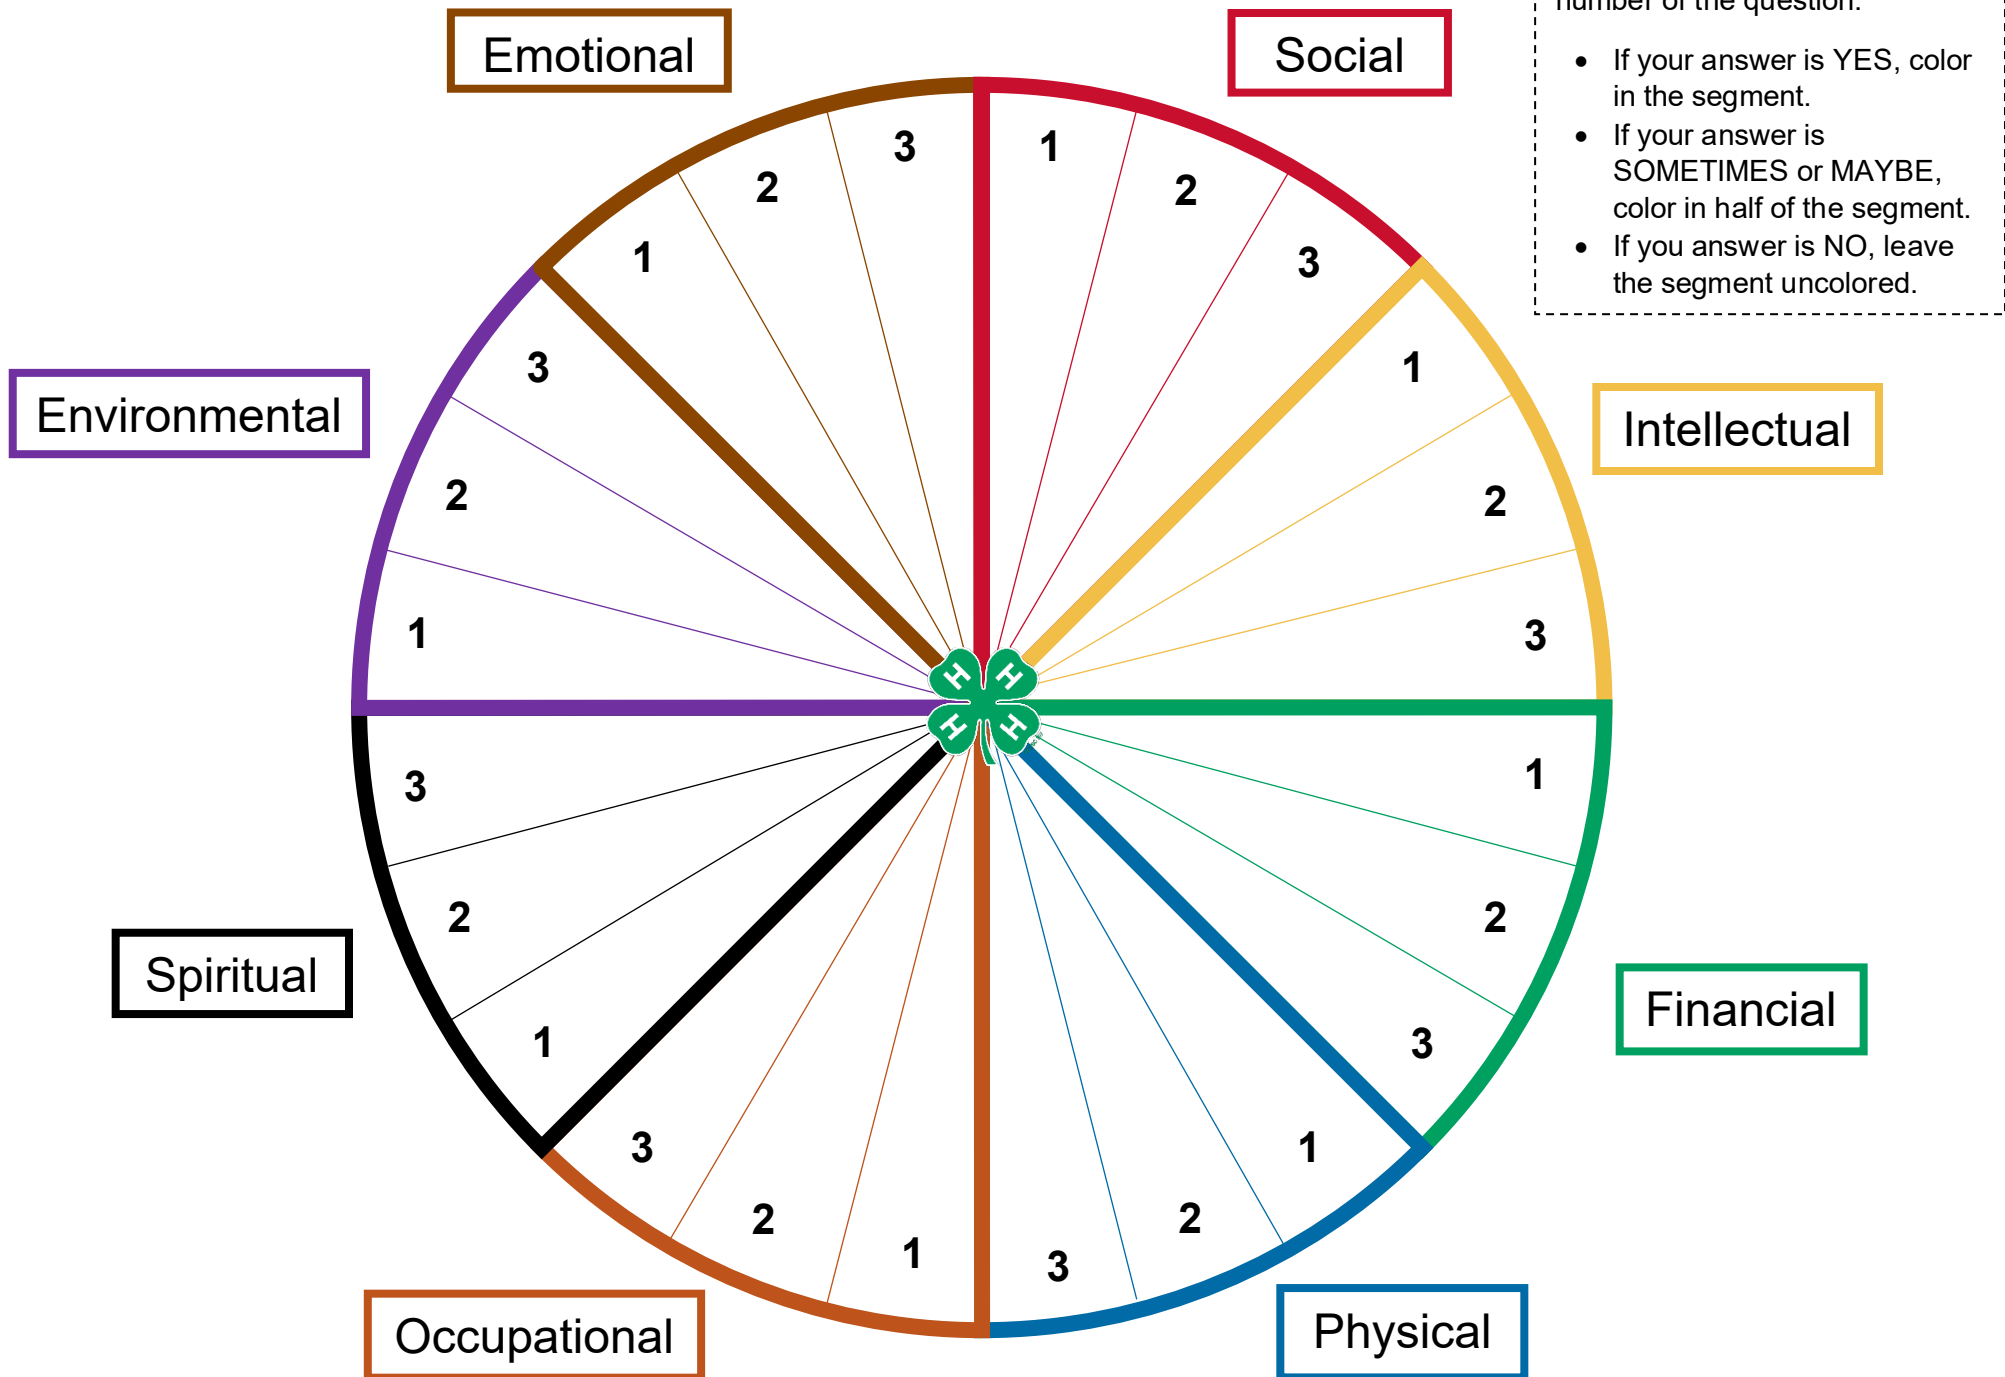 Emotional
Social
number of the question.
• If your answer is YES, color
in the segment.
• If your answer is
SOMETIMES or MAYBE,
color in half of the segment.
• If you answer is NO, leave
the segment uncolored.
3
1
2
2
1
3
3
1
Environmental
Intellectual
2
2
1
3
H
H
H
H
3
1
2
2
Spiritual
Financial
1
3
3
1
2
2
1
3
Occupational
Physical